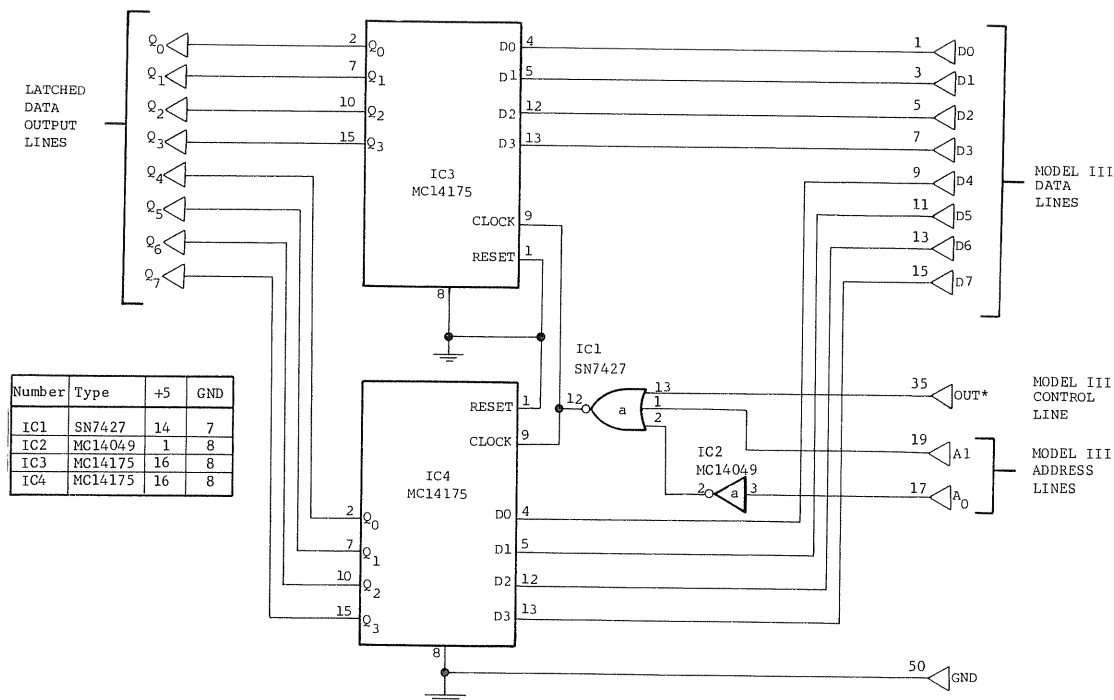 LATCHED
DATA
OUTPUT
LINES
Q0
Q1
Q2
Q3
Q4
Q5
Q6
Q7
2 Q0
7 Q1
10 Q2
15 Q3
D0 4
D1 5
D2 12
D3 13
IC3
MC14175
CLOCK 9
RESET 1
8
1 D0
3 D1
5 D2
7 D3
9 D4
11 D5
13 D6
15 D7
MODEL III
DATA
LINES
IC1
SN7427
12 a 13
1
2
35 OUT*
MODEL III
CONTROL
LINE
19 A1
17 A0
MODEL III
ADDRESS
LINES
IC2
MC14049
2 a 3
Number Type +5 GND
IC1 SN7427 14 7
IC2 MC14049 1 8
IC3 MC14175 16 8
IC4 MC14175 16 8
RESET 1
CLOCK 9
IC4
MC14175
2 Q0
7 Q1
10 Q2
15 Q3
D0 4
D1 5
D2 12
D3 13
8
50 GND